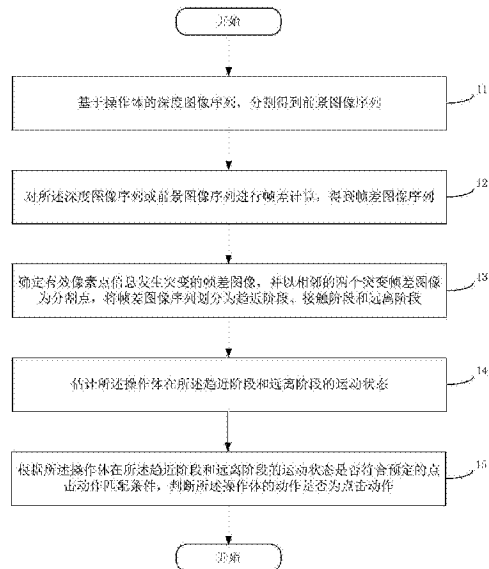 开始
基于操作体的深度图像序列，分割得到前景图像序列
11
对所述深度图像序列或前景图像序列进行帧差计算，得到帧差图像序列
12
确定有效像素点信息发生突变的帧差图像，并以相邻的两个突变帧差图像
为分割点，将帧差图像序列划分为趋近阶段、接触阶段和远离阶段
13
估计所述操作体在所述趋近阶段和远离阶段的运动状态
14
根据所述操作体在所述趋近阶段和远离阶段的运动状态是否符合预定的点
击动作匹配条件，判断所述操作体的动作是否为点击动作
15
开始